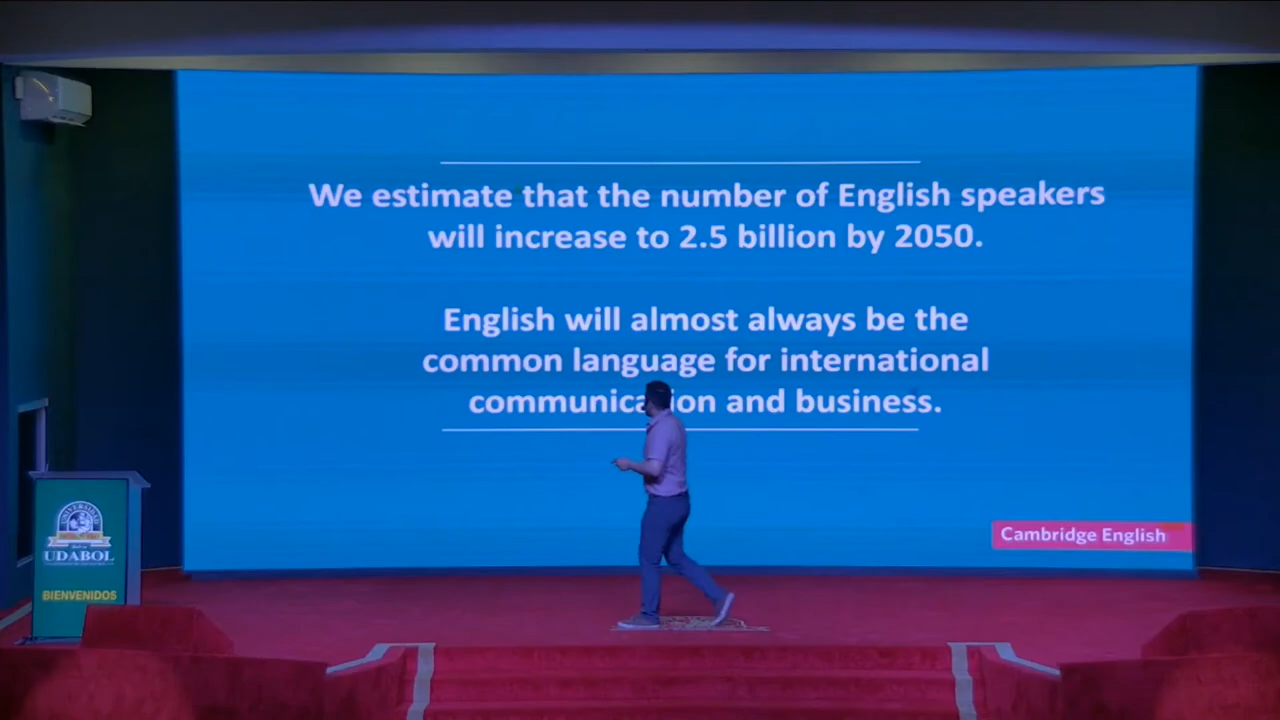 We estimate that the number of English speakers
will increase to 2.5 billion by 2050.
English will almost always be the
common language for international
communication and business.
Cambridge English
UNIVERSIDAD
UDABOL
BIENVENIDOS